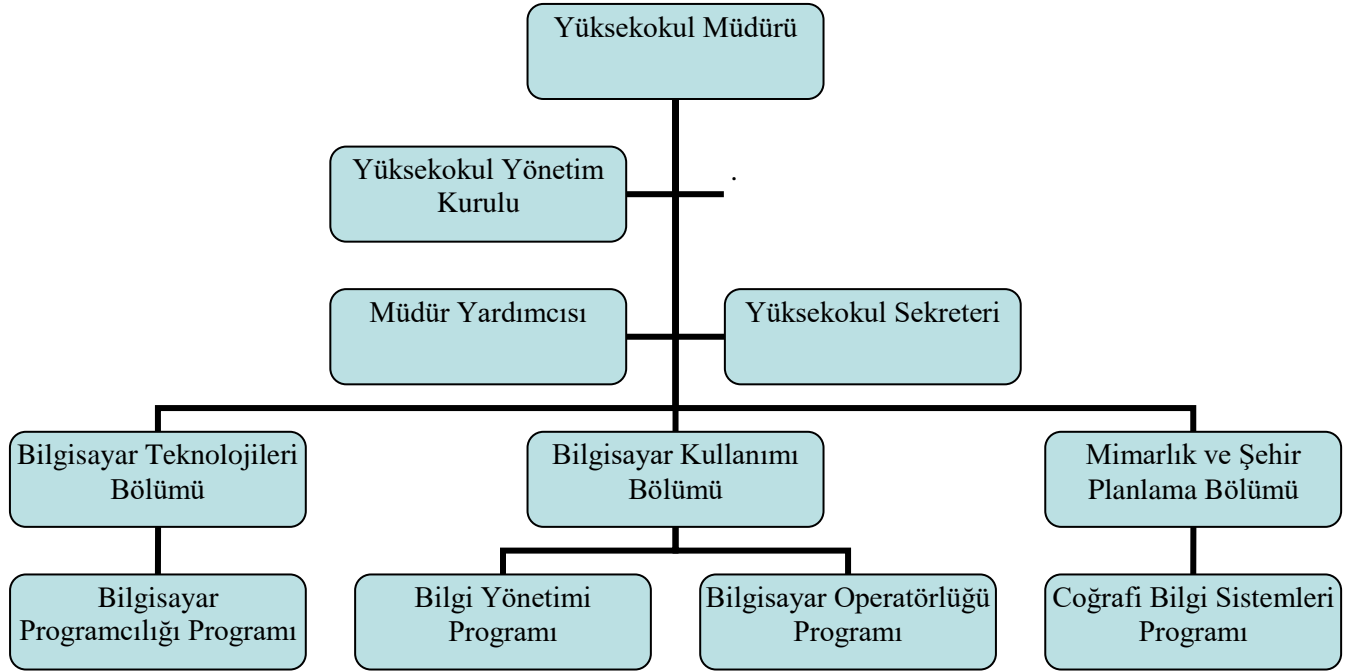 Yüksekokul Müdürü
Yüksekokul Yönetim
Kurulu
.
Müdür Yardımcısı
Yüksekokul Sekreteri
Bilgisayar Teknolojileri
Bölümü
Bilgisayar Kullanımı
Bölümü
Mimarlık ve Şehir
Planlama Bölümü
Bilgisayar
Programcılığı Programı
Bilgi Yönetimi
Programı
Bilgisayar Operatörlüğü
Programı
Coğrafi Bilgi Sistemleri
Programı